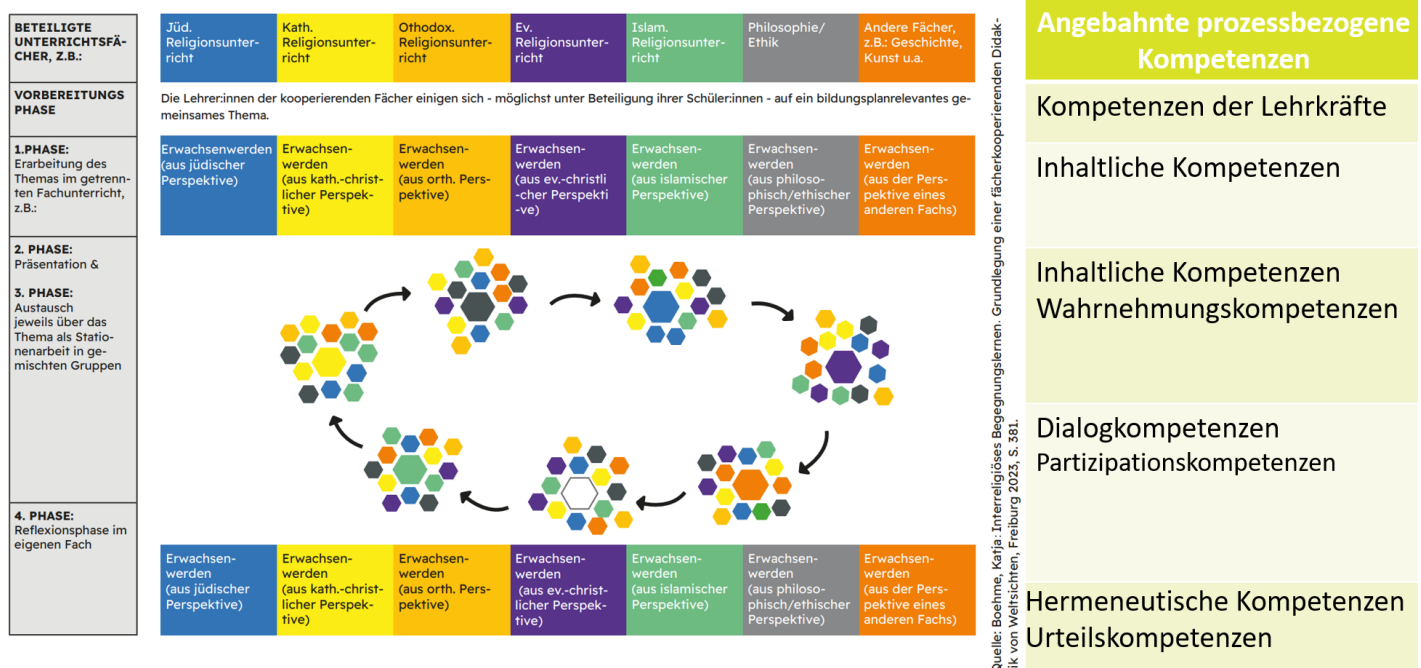 BETEILIGTE
UNTERRICHTSFÄ-
CHER, Z.B.:
Jüd.
Religionsunter-
richt
Kath.
Religionsunter-
richt
Othodox.
Religionsunter-
richt
Ev.
Religionsunter-
richt
Islam.
Religionsunter-
richt
Philosophie/
Ethik
Andere Fächer,
z.B.: Geschichte,
Kunst u.a.
VORBEREITUNGS
PHASE
Die Lehrer:innen der kooperierenden Fächer einigen sich - möglichst unter Beteiligung ihrer Schüler:innen - auf ein bildungsplanrelevantes ge-
meinsames Thema.
1.PHASE:
Erarbeitung des
Themas im getrenn-
ten Fachunterricht,
z.B.:
Erwachsenwerden
(aus jüdischer
Perspektive)
Erwachsen-
werden
(aus kath.-christ-
licher Perspek-
tive)
Erwachsen-
werden
(aus orth. Pers-
pektive)
Erwachsen-
werden
(aus ev.-christli
-cher Perspekti
-ve)
Erwachsen-
werden
(aus islamischer
Perspektive)
Erwachsen-
werden
(aus philoso-
phisch/ethischer
Perspektive)
Erwachsen-
werden
(aus der Pers-
pektive eines
anderen Fachs)
2. PHASE:
Präsentation &
3. PHASE:
Austausch
jeweils über das
Thema als Statio-
nenarbeit in ge-
mischten Gruppen
4. PHASE:
Reflexionsphase im
eigenen Fach
Erwachsen-
werden
(aus jüdischer
Perspektive)
Erwachsen-
werden
(aus kath.-christ-
licher Perspek-
tive)
Erwachsen-
werden
(aus orth. Pers-
pektive)
Erwachsen-
werden
(aus ev.-christ-
licher Perspek-
tive)
Erwachsen-
werden
(aus islamischer
Perspektive)
Erwachsen-
werden
(aus philoso-
phisch/ethischer
Perspektive)
Erwachsen-
werden
(aus der Pers-
pektive eines
anderen Fachs)
Quelle: Boehme, Katja: Interreligiöses Begegnungslernen. Grundlegung einer fächerkooperierenden Didak-
tik von Weltsichten, Freiburg 2023, S. 381.
Angebahnte prozessbezogene
Kompetenzen
Kompetenzen der Lehrkräfte
Inhaltliche Kompetenzen
Inhaltliche Kompetenzen
Wahrnehmungskompetenzen
Dialogkompetenzen
Partizipationskompetenzen
Hermeneutische Kompetenzen
Urteilskompetenzen